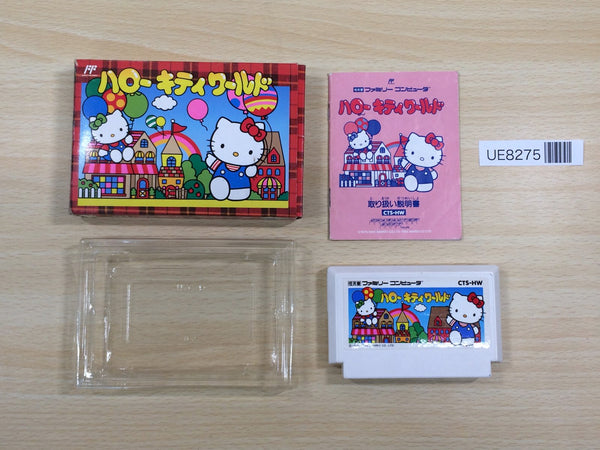 FF
ハローキティワールド
ファミリー コンピュータ
ハローキティワールド
取り扱い説明書
CTS-HW
UE8275
任天堂 ファミリー コンピュータ
CTS-HW
ハローキティワールド